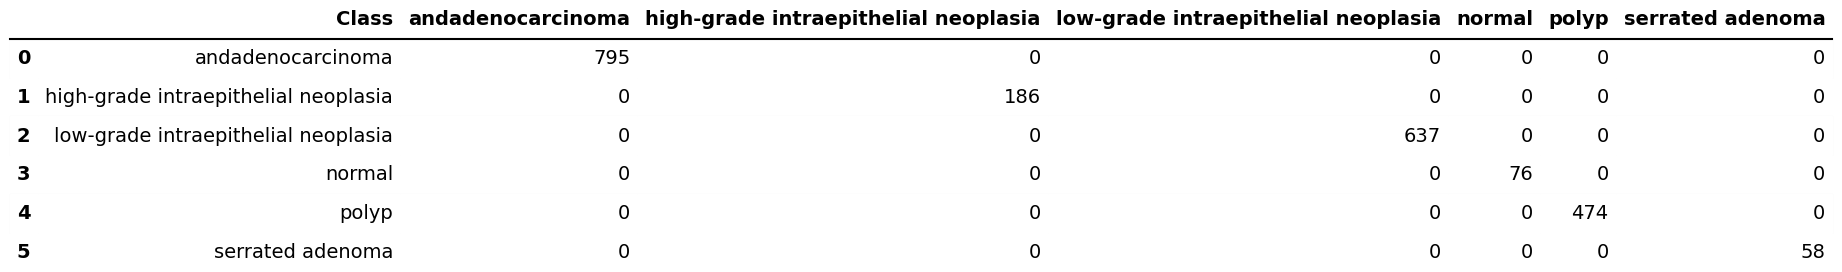 Class andadenocarcinoma high-grade intraepithelial neoplasia low-grade intraepithelial neoplasia normal polyp serrated adenoma
0 andadenocarcinoma 795 0 0 0 0 0
1 high-grade intraepithelial neoplasia 0 186 0 0 0 0
2 low-grade intraepithelial neoplasia 0 0 637 0 0 0
3 normal 0 0 0 76 0 0
4 polyp 0 0 0 0 474 0
5 serrated adenoma 0 0 0 0 0 58